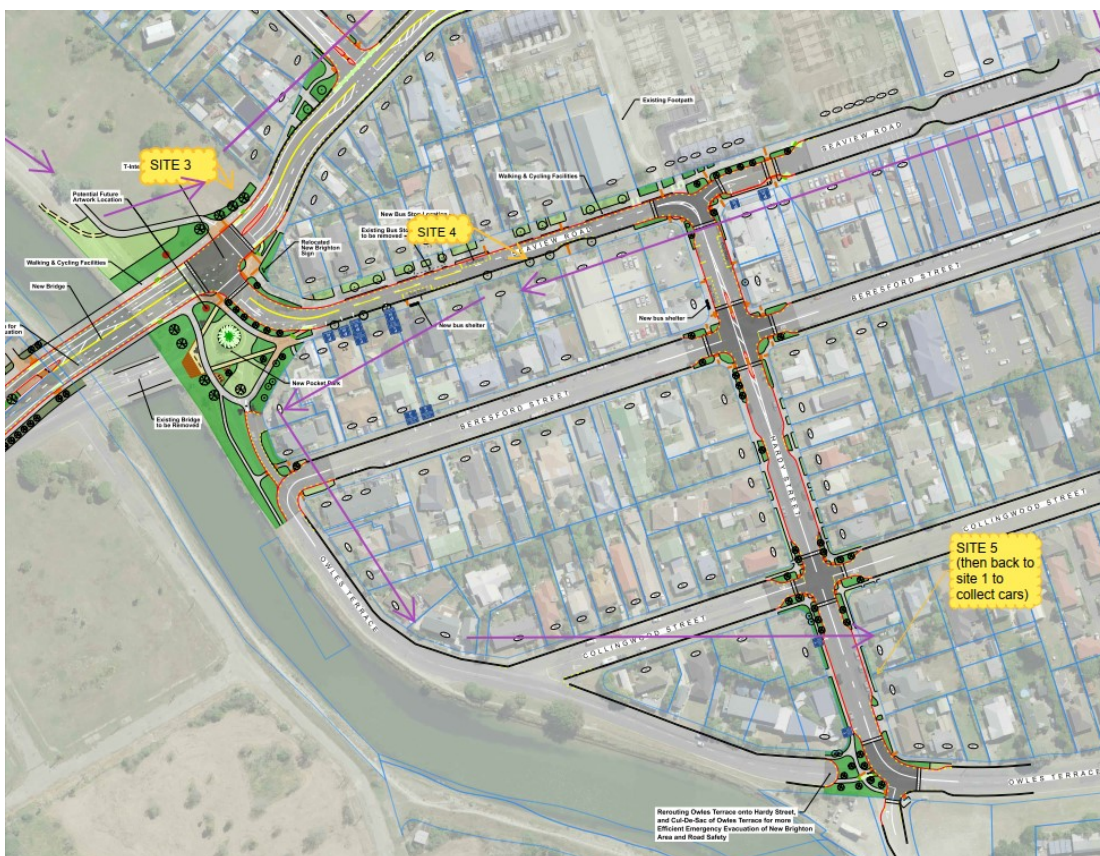 Existing Footpath
SEAVIEW ROAD
T-Inte
SITE 3
Potential Future
Artwork Location
Walking & Cycling Facilities
New Bus Stop Location
Existing Bus Sto
to be removed
SITE 4
SEAVIEW ROAD
Relocated
New Brighton
Sign
Walking & Cycling Facilities
New Bridge
BERESFORD STREET
New bus shelter
New bus shelter
for
uation
New Pocket Park
BERESFORD STREET
Existing Bridge
to be Removed
HARDY STREET
COLLINGWOOD STREET
SITE 5
(then back to
site 1 to
collect cars)
OWLES TERRACE
COLLINGWOOD STREET
OWLES TERRACE
Rerouting Owles Terrace onto Hardy Street,
and Cul-De-Sac of Owles Terrace for more
Efficient Emergency Evacuation of New Brighton
Area and Road Safety